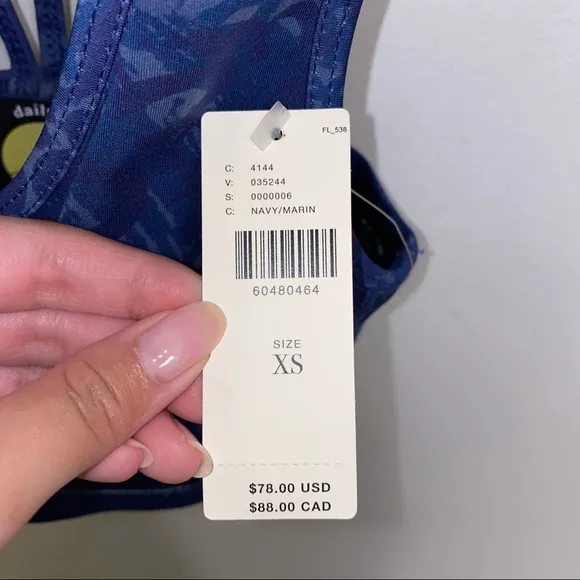 FL_538
C: 4144
V: 035244
S: 0000006
C: NAVY/MARIN
60480464
SIZE
XS
$78.00 USD
$88.00 CAD